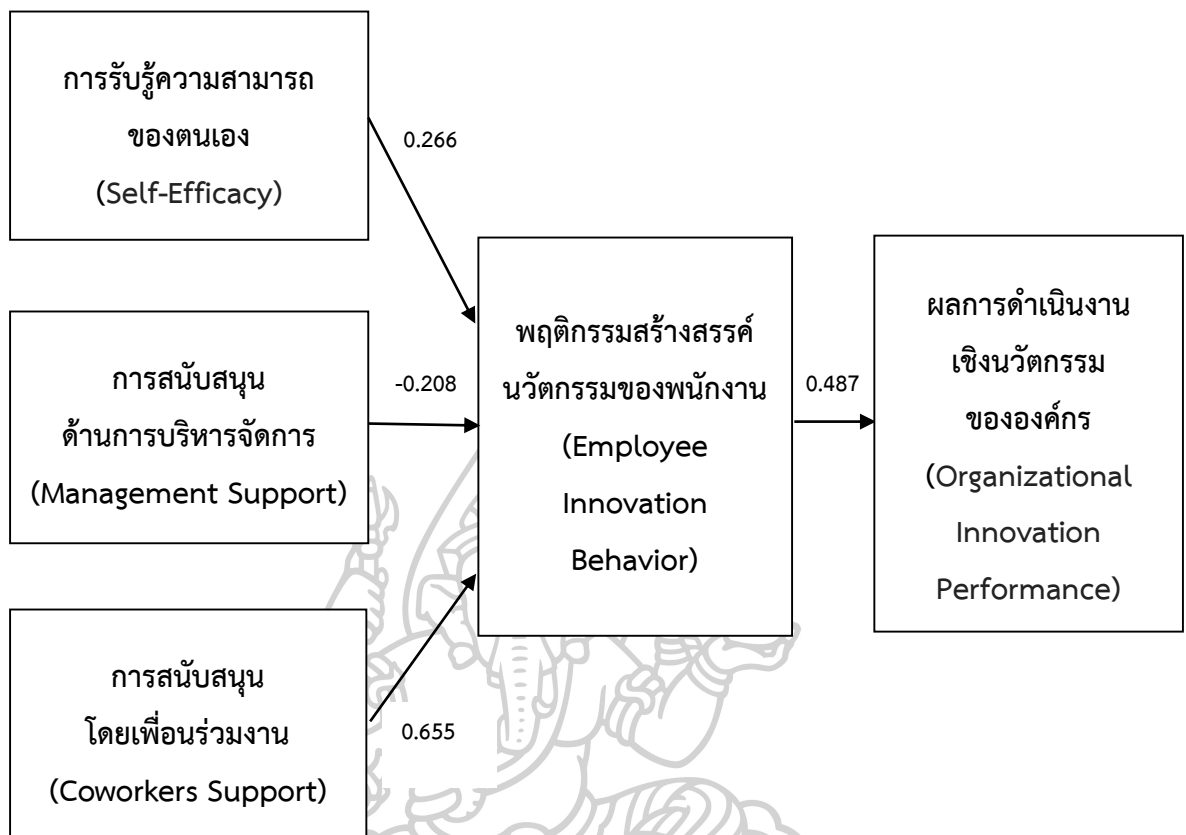 การรับรู้ความสามารถ
ของตนเอง
(Self-Efficacy)
0.266
การสนับสนุน
ด้านการบริหารจัดการ
(Management Support)
-0.208
การสนับสนุน
โดยเพื่อนร่วมงาน
(Coworkers Support)
0.655
พฤติกรรมสร้างสรรค์
นวัตกรรมของพนักงาน
(Employee
Innovation
Behavior)
0.487
ผลการดำเนินงาน
เชิงนวัตกรรม
ขององค์กร
(Organizational
Innovation
Performance)